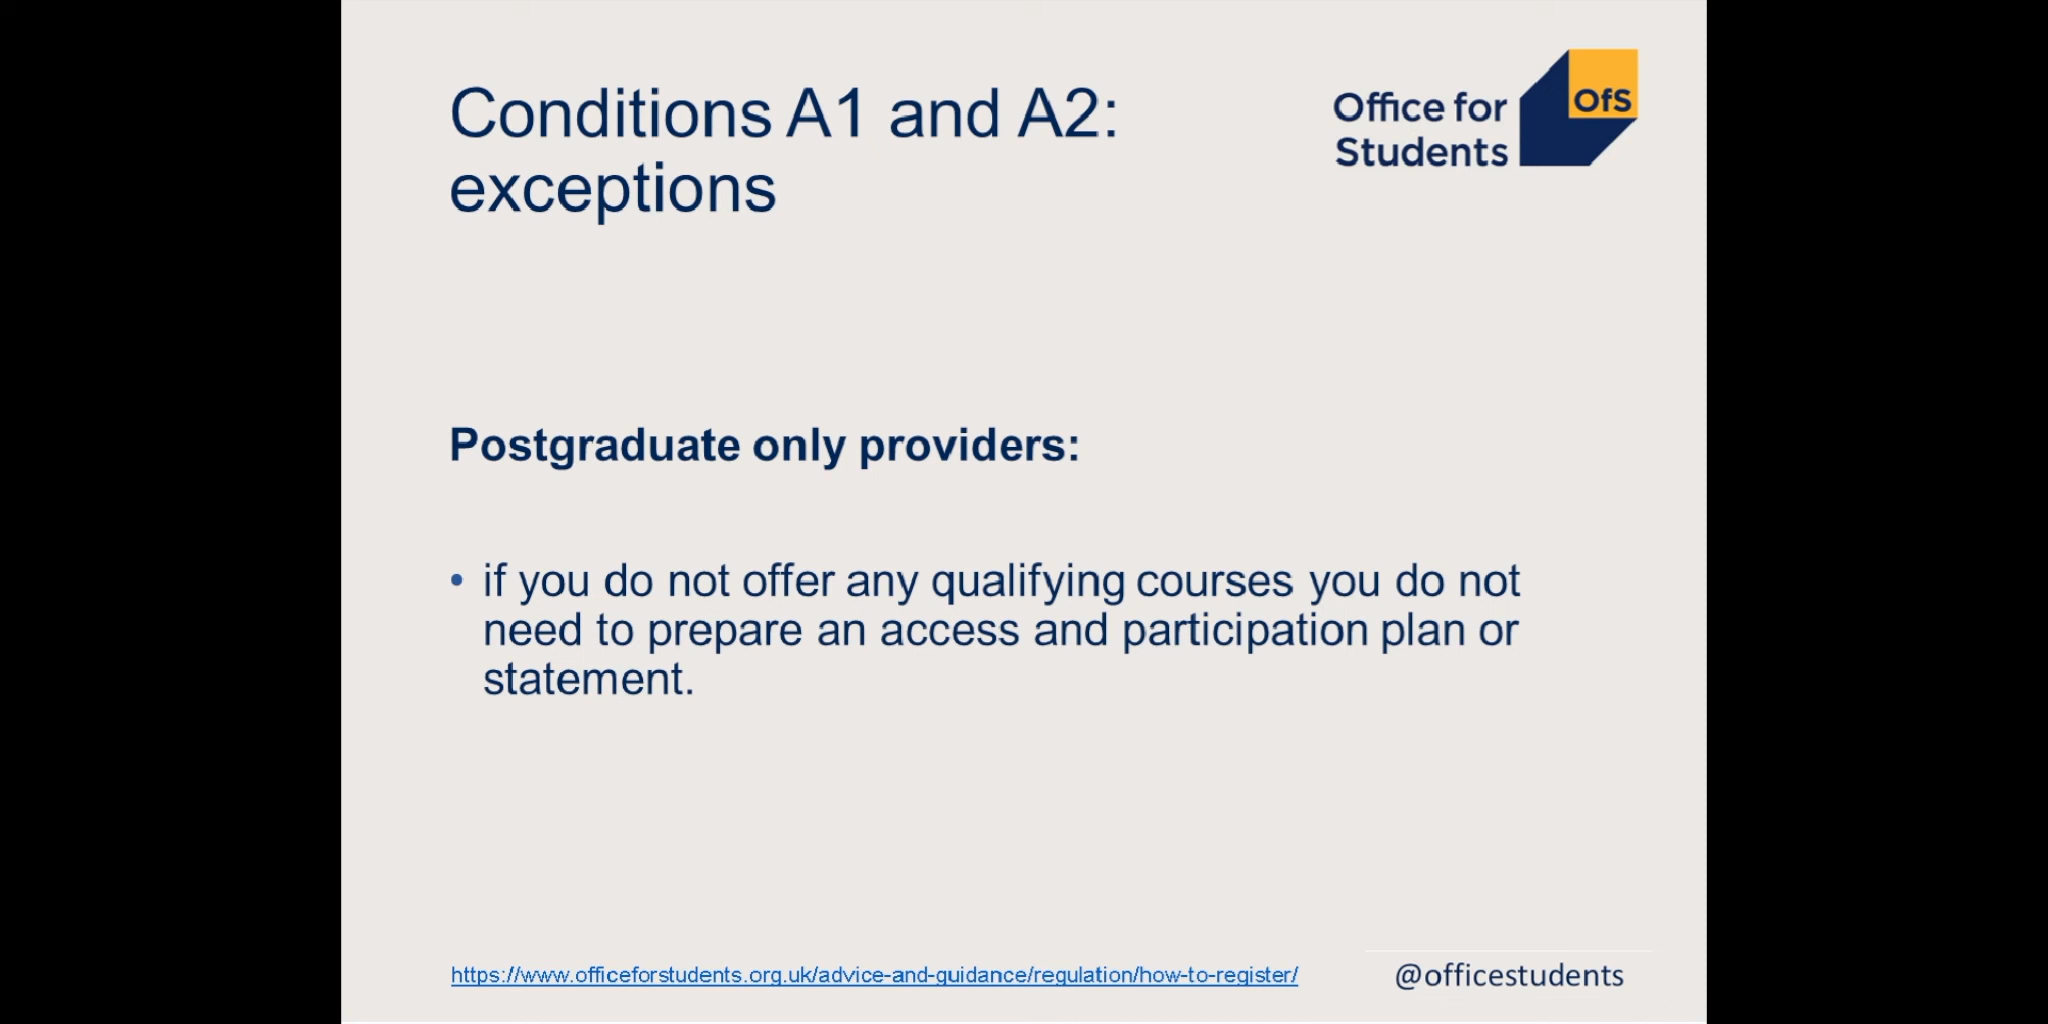 Conditions A1 and A2:
exceptions
Office for
Students
OfS
Postgraduate only providers:
• if you do not offer any qualifying courses you do not
need to prepare an access and participation plan or
statement.
https://www.officeforstudents.org.uk/advice-and-guidance/regulation/how-to-register/
@officestudents